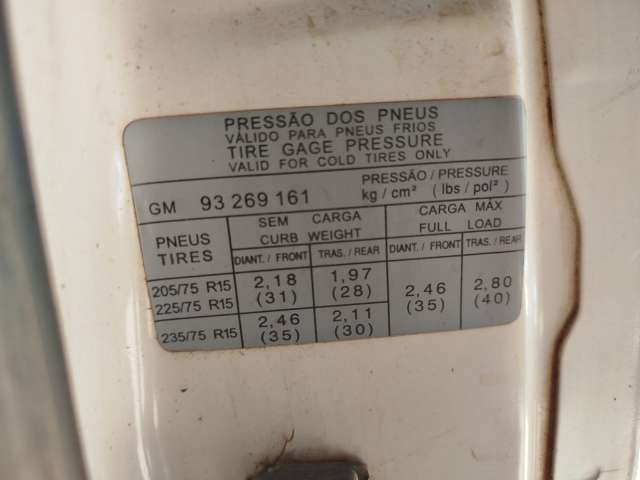 PRESSÃO DOS PNEUS
VÁLIDO PARA PNEUS FRIOS
TIRE GAGE PRESSURE
VALID FOR COLD TIRES ONLY
GM 93 269 161
PRESSÃO / PRESSURE
kg / cm² ( lbs / pol² )
PNEUS
TIRES
SEM CARGA
CURB WEIGHT
CARGA MÁX
FULL LOAD
DIANT. / FRONT TRAS. / REAR DIANT. / FRONT TRAS. / REAR
205/75 R15
225/75 R15
2,18
(31)
1,97
(28)
2,46
(35)
2,80
(40)
235/75 R15
2,46
(35)
2,11
(30)